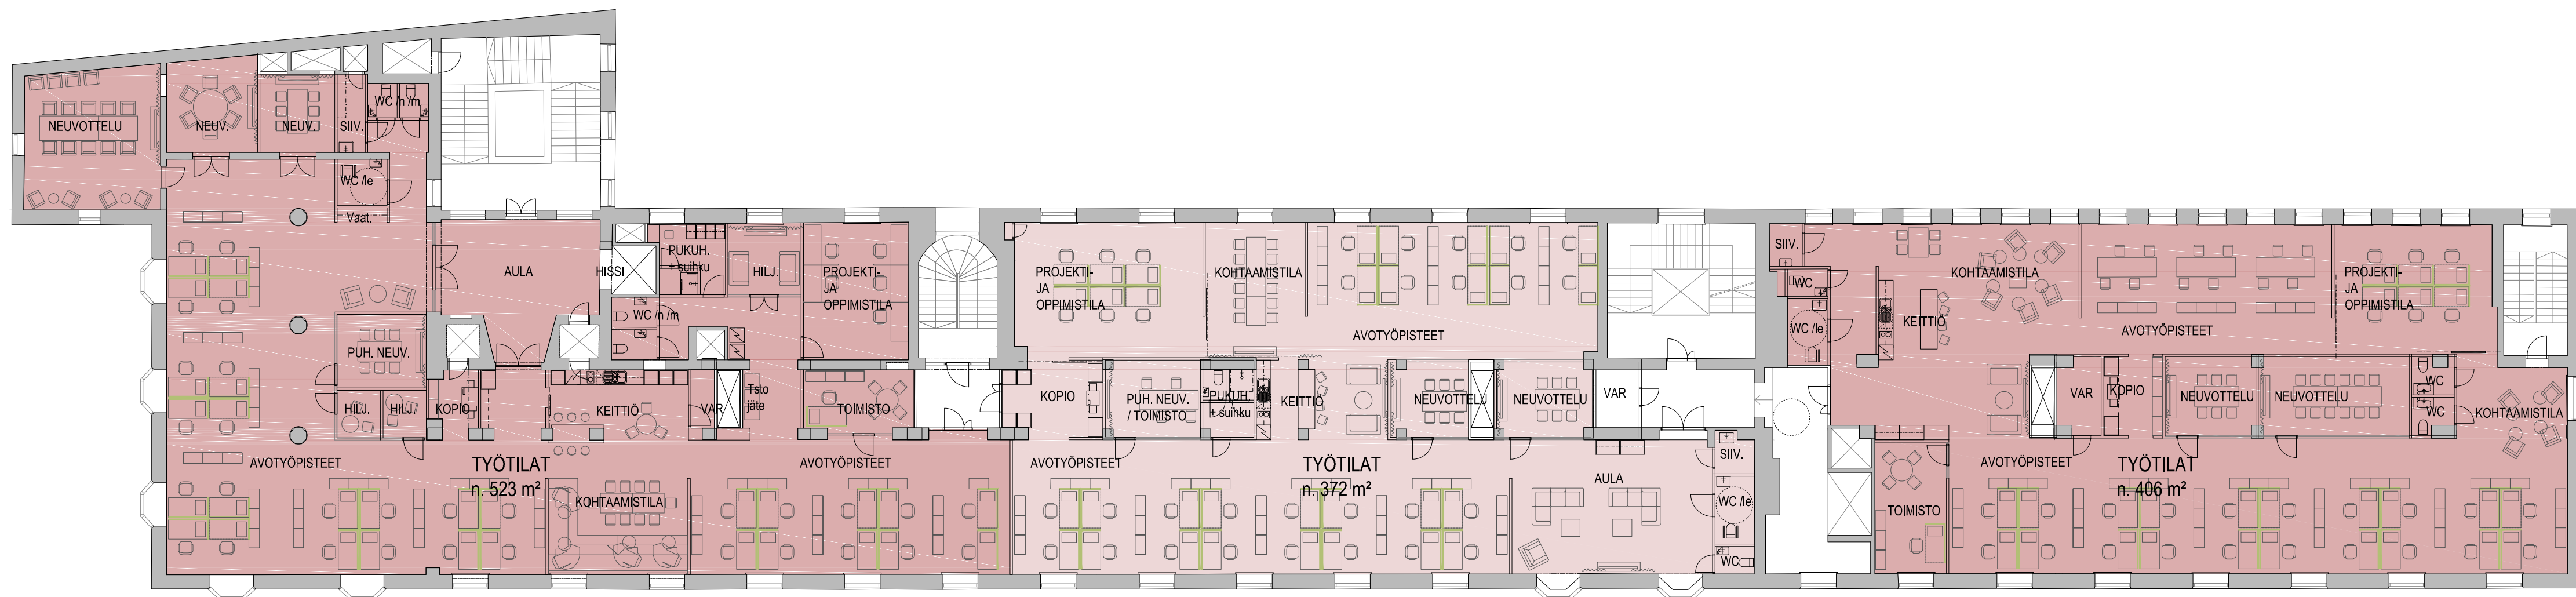 NEUVOTTELU
NEUV.
NEUV.
SIIV.
WC /n /m
WC /le
Vaat.
AULA
HISSI
PUKUH.
+ suihku
HILJ.
PROJEKTI-
JA
OPPIMISTILA
WC /n /m
PUH. NEUV.
HILJ.
HILJ.
KOPIO
KEITTIÖ
VAR
Tsto
jäte
TOIMISTO
AVOTYÖPISTEET
TYÖTILAT
n. 523 m²
KOHTAAMISTILA
AVOTYÖPISTEET
PROJEKTI-
JA
OPPIMISTILA
KOHTAAMISTILA
AVOTYÖPISTEET
KOPIO
PUH. NEUV.
/ TOIMISTO
PUKUH.
+ suihku
KEITTIÖ
NEUVOTTELU
NEUVOTTELU
VAR
AVOTYÖPISTEET
TYÖTILAT
n. 372 m²
AULA
SIIV.
WC /le
WC
SIIV.
WC
WC /le
KEITTIÖ
KOHTAAMISTILA
AVOTYÖPISTEET
PROJEKTI-
JA
OPPIMISTILA
VAR
KOPIO
NEUVOTTELU
NEUVOTTELU
WC
WC
KOHTAAMISTILA
TOIMISTO
AVOTYÖPISTEET
TYÖTILAT
n. 406 m²